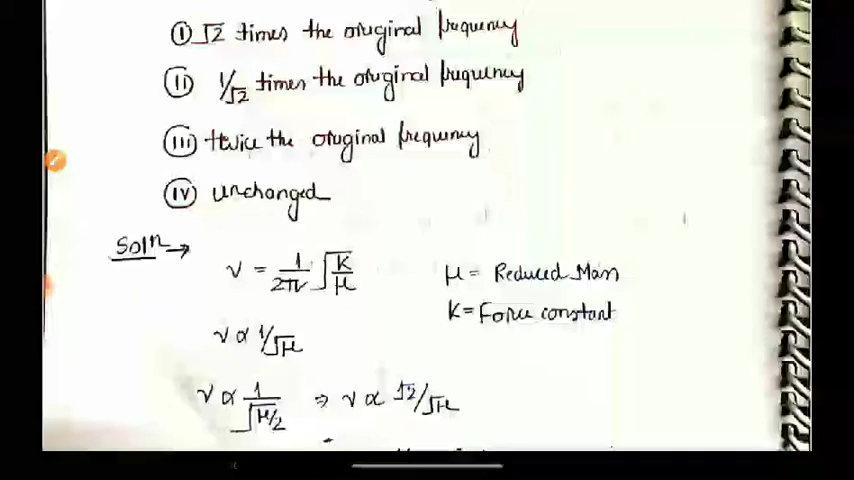 (i) √2 times the original frequency
(ii) 1/√2 times the original frequency
(iii) twice the original frequency
(iv) unchanged
Solⁿ →
ν = 1/2π √k/μ    μ = Reduced Mass
K = Force constant
ν ∝ 1/√μ
ν ∝ 1/√μ/2 ⇒ ν ∝ √2/√μ